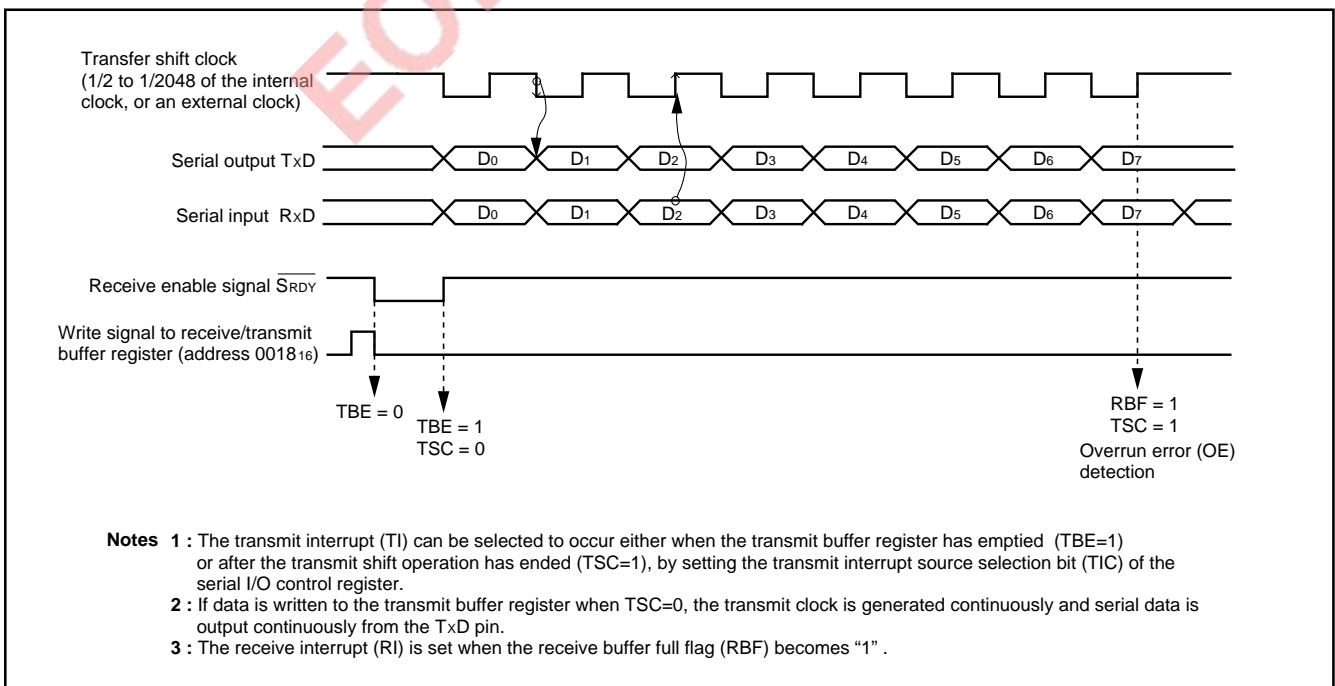 EOL
Transfer shift clock
(1/2 to 1/2048 of the internal
clock, or an external clock)
Serial output TxD
D0 D1 D2 D3 D4 D5 D6 D7
Serial input RxD
D0 D1 D2 D3 D4 D5 D6 D7
Receive enable signal SRDY
Write signal to receive/transmit
buffer register (address 001816)
TBE = 0
TBE = 1
TSC = 0
RBF = 1
TSC = 1
Overrun error (OE)
detection
Notes 1 : The transmit interrupt (TI) can be selected to occur either when the transmit buffer register has emptied (TBE=1)
or after the transmit shift operation has ended (TSC=1), by setting the transmit interrupt source selection bit (TIC) of the
serial I/O control register.
2 : If data is written to the transmit buffer register when TSC=0, the transmit clock is generated continuously and serial data is
output continuously from the TxD pin.
3 : The receive interrupt (RI) is set when the receive buffer full flag (RBF) becomes “1” .